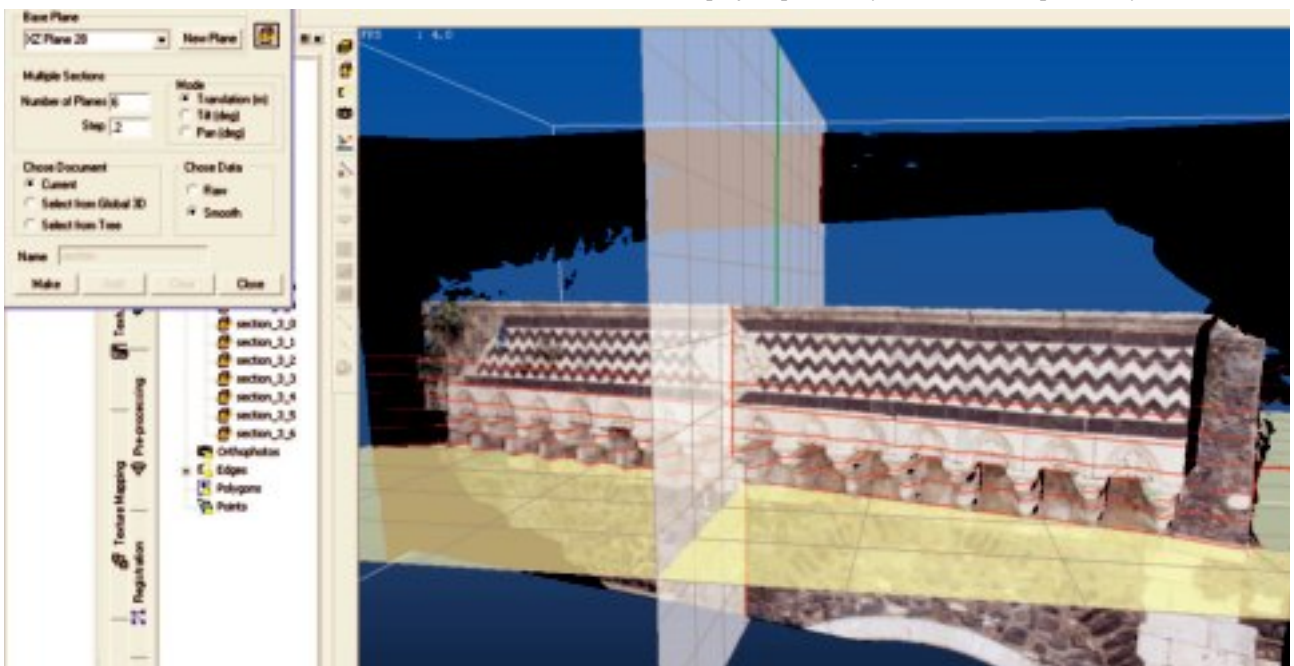 Base Plane
XZ Plane 28
New Plane
Multiple Sections
Number of Planes 6
Step .2
Mode
Translation (m)
Tilt (deg)
Pan (deg)
Chose Document
Current
Select from Global 3D
Select from Tree
Chose Data
Raw
Smooth
Name
Make
Close
section_3_0
section_3_1
section_3_2
section_3_3
section_3_4
section_3_5
section_3_6
Orthophotos
Edges
Polygons
Points
Pre-processing
Texture Mapping
Registration
: 4.0